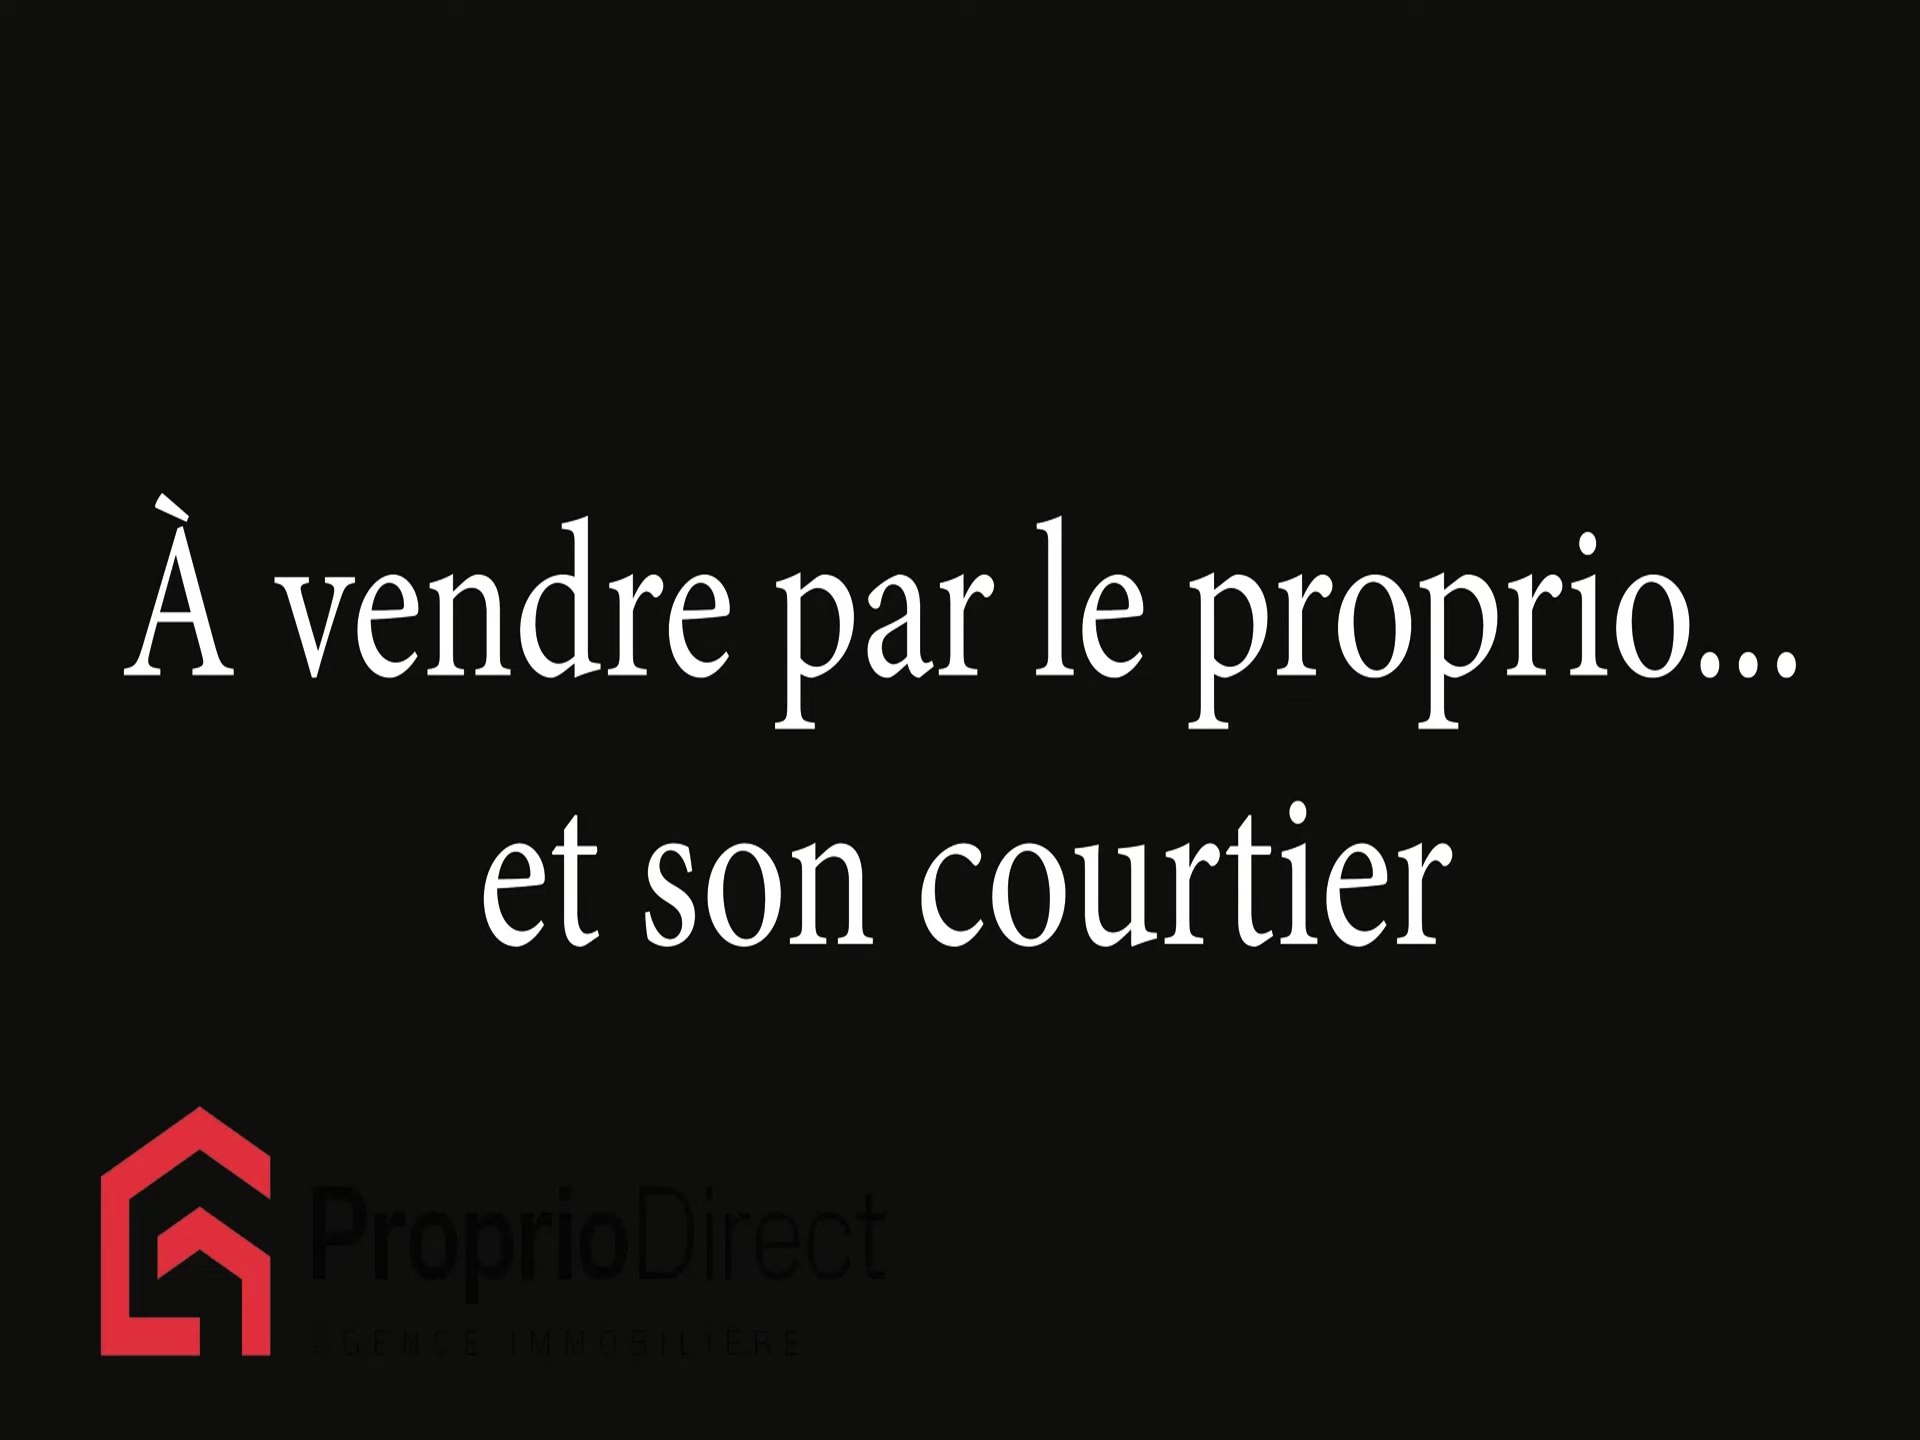 À vendre par le proprio...
et son courtier
ProprioDirect
AGENCE IMMOBILIÈRE